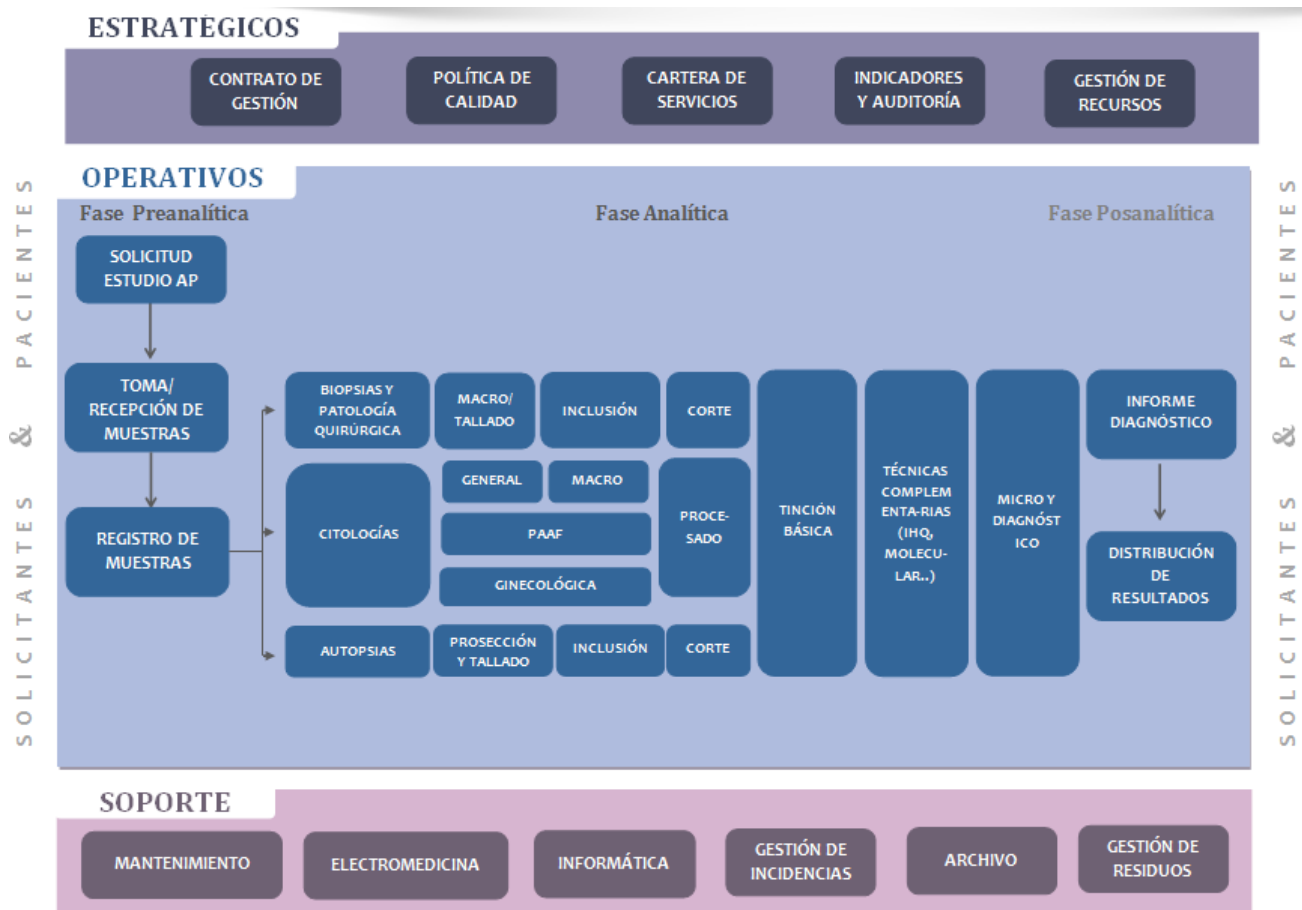 ESTRATÉGICOS
CONTRATO DE
GESTIÓN
POLÍTICA DE
CALIDAD
CARTERA DE
SERVICIOS
INDICADORES
Y AUDITORÍA
GESTIÓN DE
RECURSOS
SOLICITANTES & PACIENTES
OPERATIVOS
Fase Preanalítica
Fase Analítica
Fase Posanalítica
SOLICITUD
ESTUDIO AP
TOMA/
RECEPCIÓN DE
MUESTRAS
REGISTRO DE
MUESTRAS
BIOPSIAS Y
PATOLOGÍA
QUIRÚRGICA
MACRO/
TALLADO
INCLUSIÓN
CORTE
CITOLOGÍAS
GENERAL
MACRO
PAAF
GINECOLÓGICA
PROCE-
SADO
AUTOPSIAS
PROSECCIÓN
Y TALLADO
INCLUSIÓN
CORTE
TINCIÓN
BÁSICA
TÉCNICAS
COMPLEM
ENTA-RIAS
(IHQ,
MOLECU-
LAR..)
MICRO Y
DIAGNÓST
ICO
INFORME
DIAGNÓSTICO
DISTRIBUCIÓN
DE
RESULTADOS
SOLICITANTES & PACIENTES
SOPORTE
MANTENIMIENTO
ELECTROMEDICINA
INFORMÁTICA
GESTIÓN DE
INCIDENCIAS
ARCHIVO
GESTIÓN DE
RESIDUOS